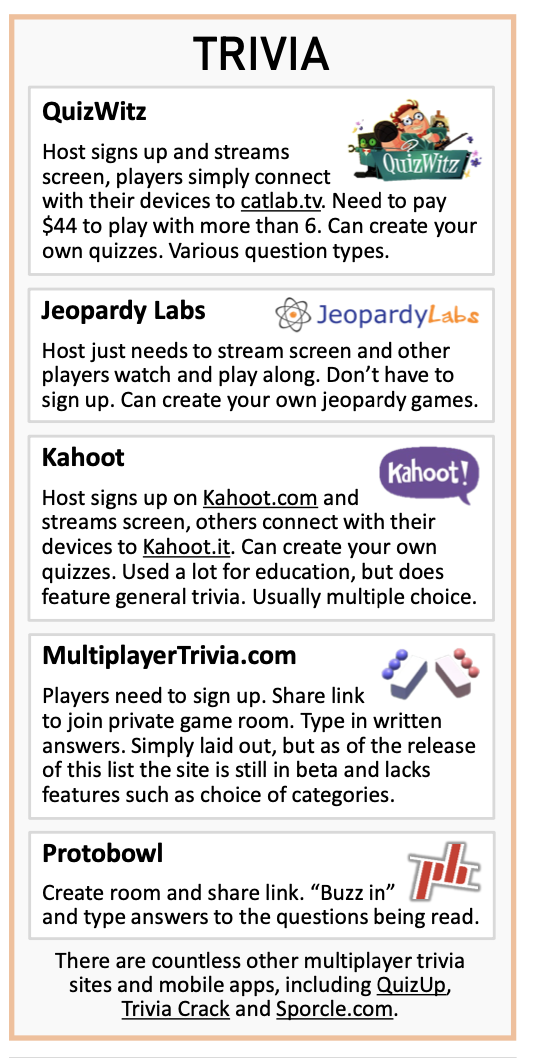 TRIVIA
QuizWitz
QuizWitz
Host signs up and streams
screen, players simply connect
with their devices to catlab.tv. Need to pay
$44 to play with more than 6. Can create your
own quizzes. Various question types.
Jeopardy Labs
JeopardyLabs
Host just needs to stream screen and other
players watch and play along. Don’t have to
sign up. Can create your own jeopardy games.
Kahoot
Kahoot!
Host signs up on Kahoot.com and
streams screen, others connect with their
devices to Kahoot.it. Can create your own
quizzes. Used a lot for education, but does
feature general trivia. Usually multiple choice.
MultiplayerTrivia.com
Players need to sign up. Share link
to join private game room. Type in written
answers. Simply laid out, but as of the release
of this list the site is still in beta and lacks
features such as choice of categories.
Protobowl
pb
Create room and share link. “Buzz in”
and type answers to the questions being read.
There are countless other multiplayer trivia
sites and mobile apps, including QuizUp,
Trivia Crack and Sporcle.com.